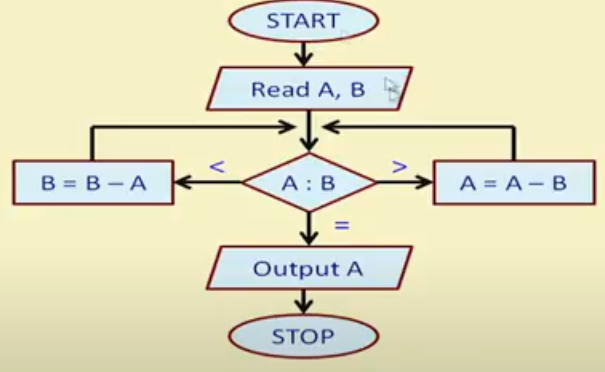 START
Read A, B
<
>
B = B – A
A : B
A = A – B
=
Output A
STOP